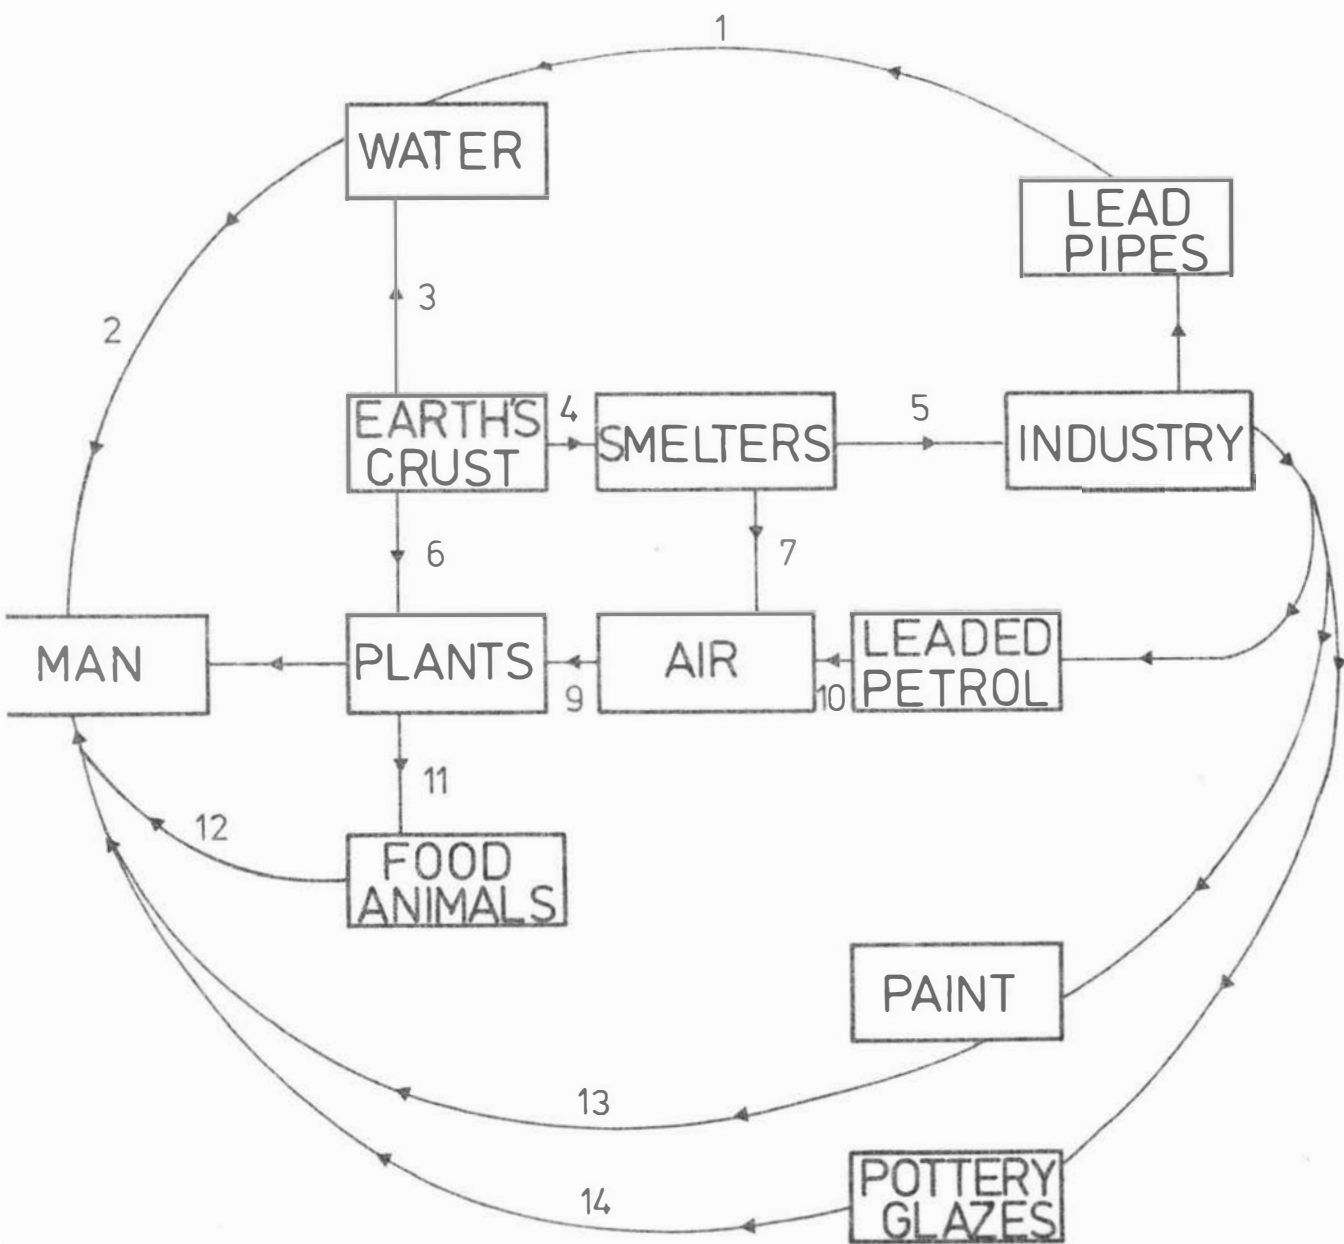 1
WATER
LEAD
PIPES
3
2
EARTH'S
CRUST
4
SMELTERS
5
INDUSTRY
6
7
MAN
PLANTS
9
AIR
10
LEADED
PETROL
11
12
FOOD
ANIMALS
PAINT
13
14
POTTERY
GLAZES